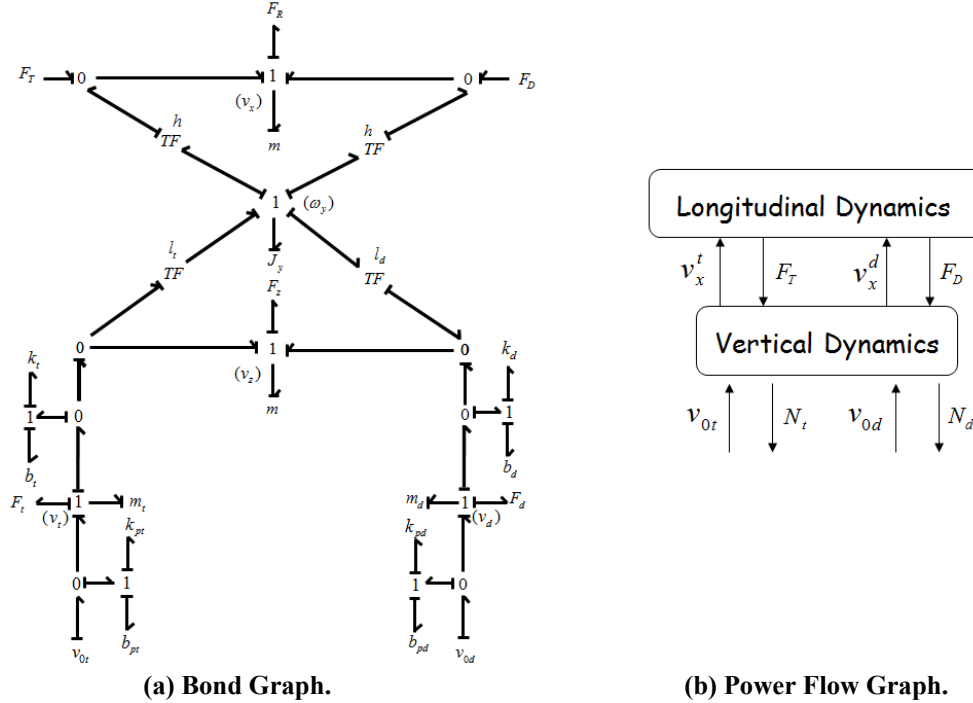 F_R
F_T 0 1 0 F_D
(v_x)
h h
TF m TF
1 (ω_y)
l_t J_y l_d
TF F_z TF
0 1 0
k_t (v_z) k_d
m
1 0 0 1
b_t b_d
F_t 1 m_t m_d 1 F_d
(v_t) (v_d)
k_pt k_pd
0 1 1 0
b_pt b_pd
v_0t v_0d
(a) Bond Graph.
Longitudinal Dynamics
v_x^t F_T v_x^d F_D
Vertical Dynamics
v_0t N_t v_0d N_d
(b) Power Flow Graph.